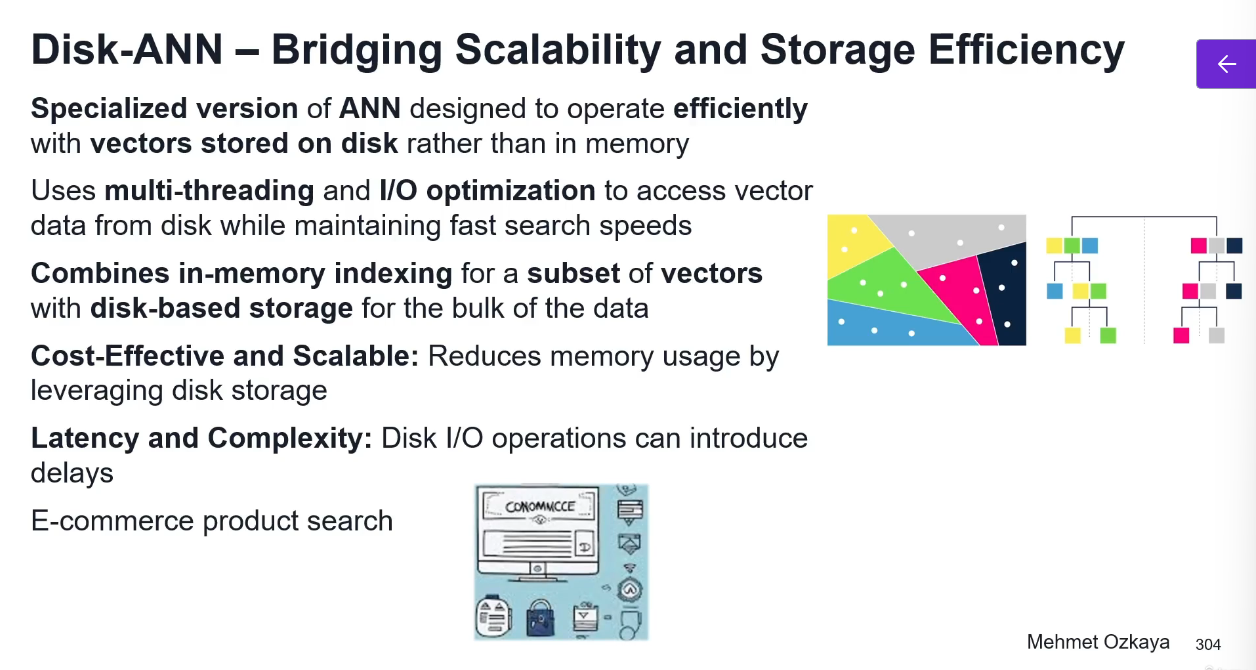 Disk-ANN – Bridging Scalability and Storage Efficiency
Specialized version of ANN designed to operate efficiently
with vectors stored on disk rather than in memory
Uses multi-threading and I/O optimization to access vector
data from disk while maintaining fast search speeds
Combines in-memory indexing for a subset of vectors
with disk-based storage for the bulk of the data
Cost-Effective and Scalable: Reduces memory usage by
leveraging disk storage
Latency and Complexity: Disk I/O operations can introduce
delays
E-commerce product search
CONOMMCCE
Mehmet Ozkaya
304